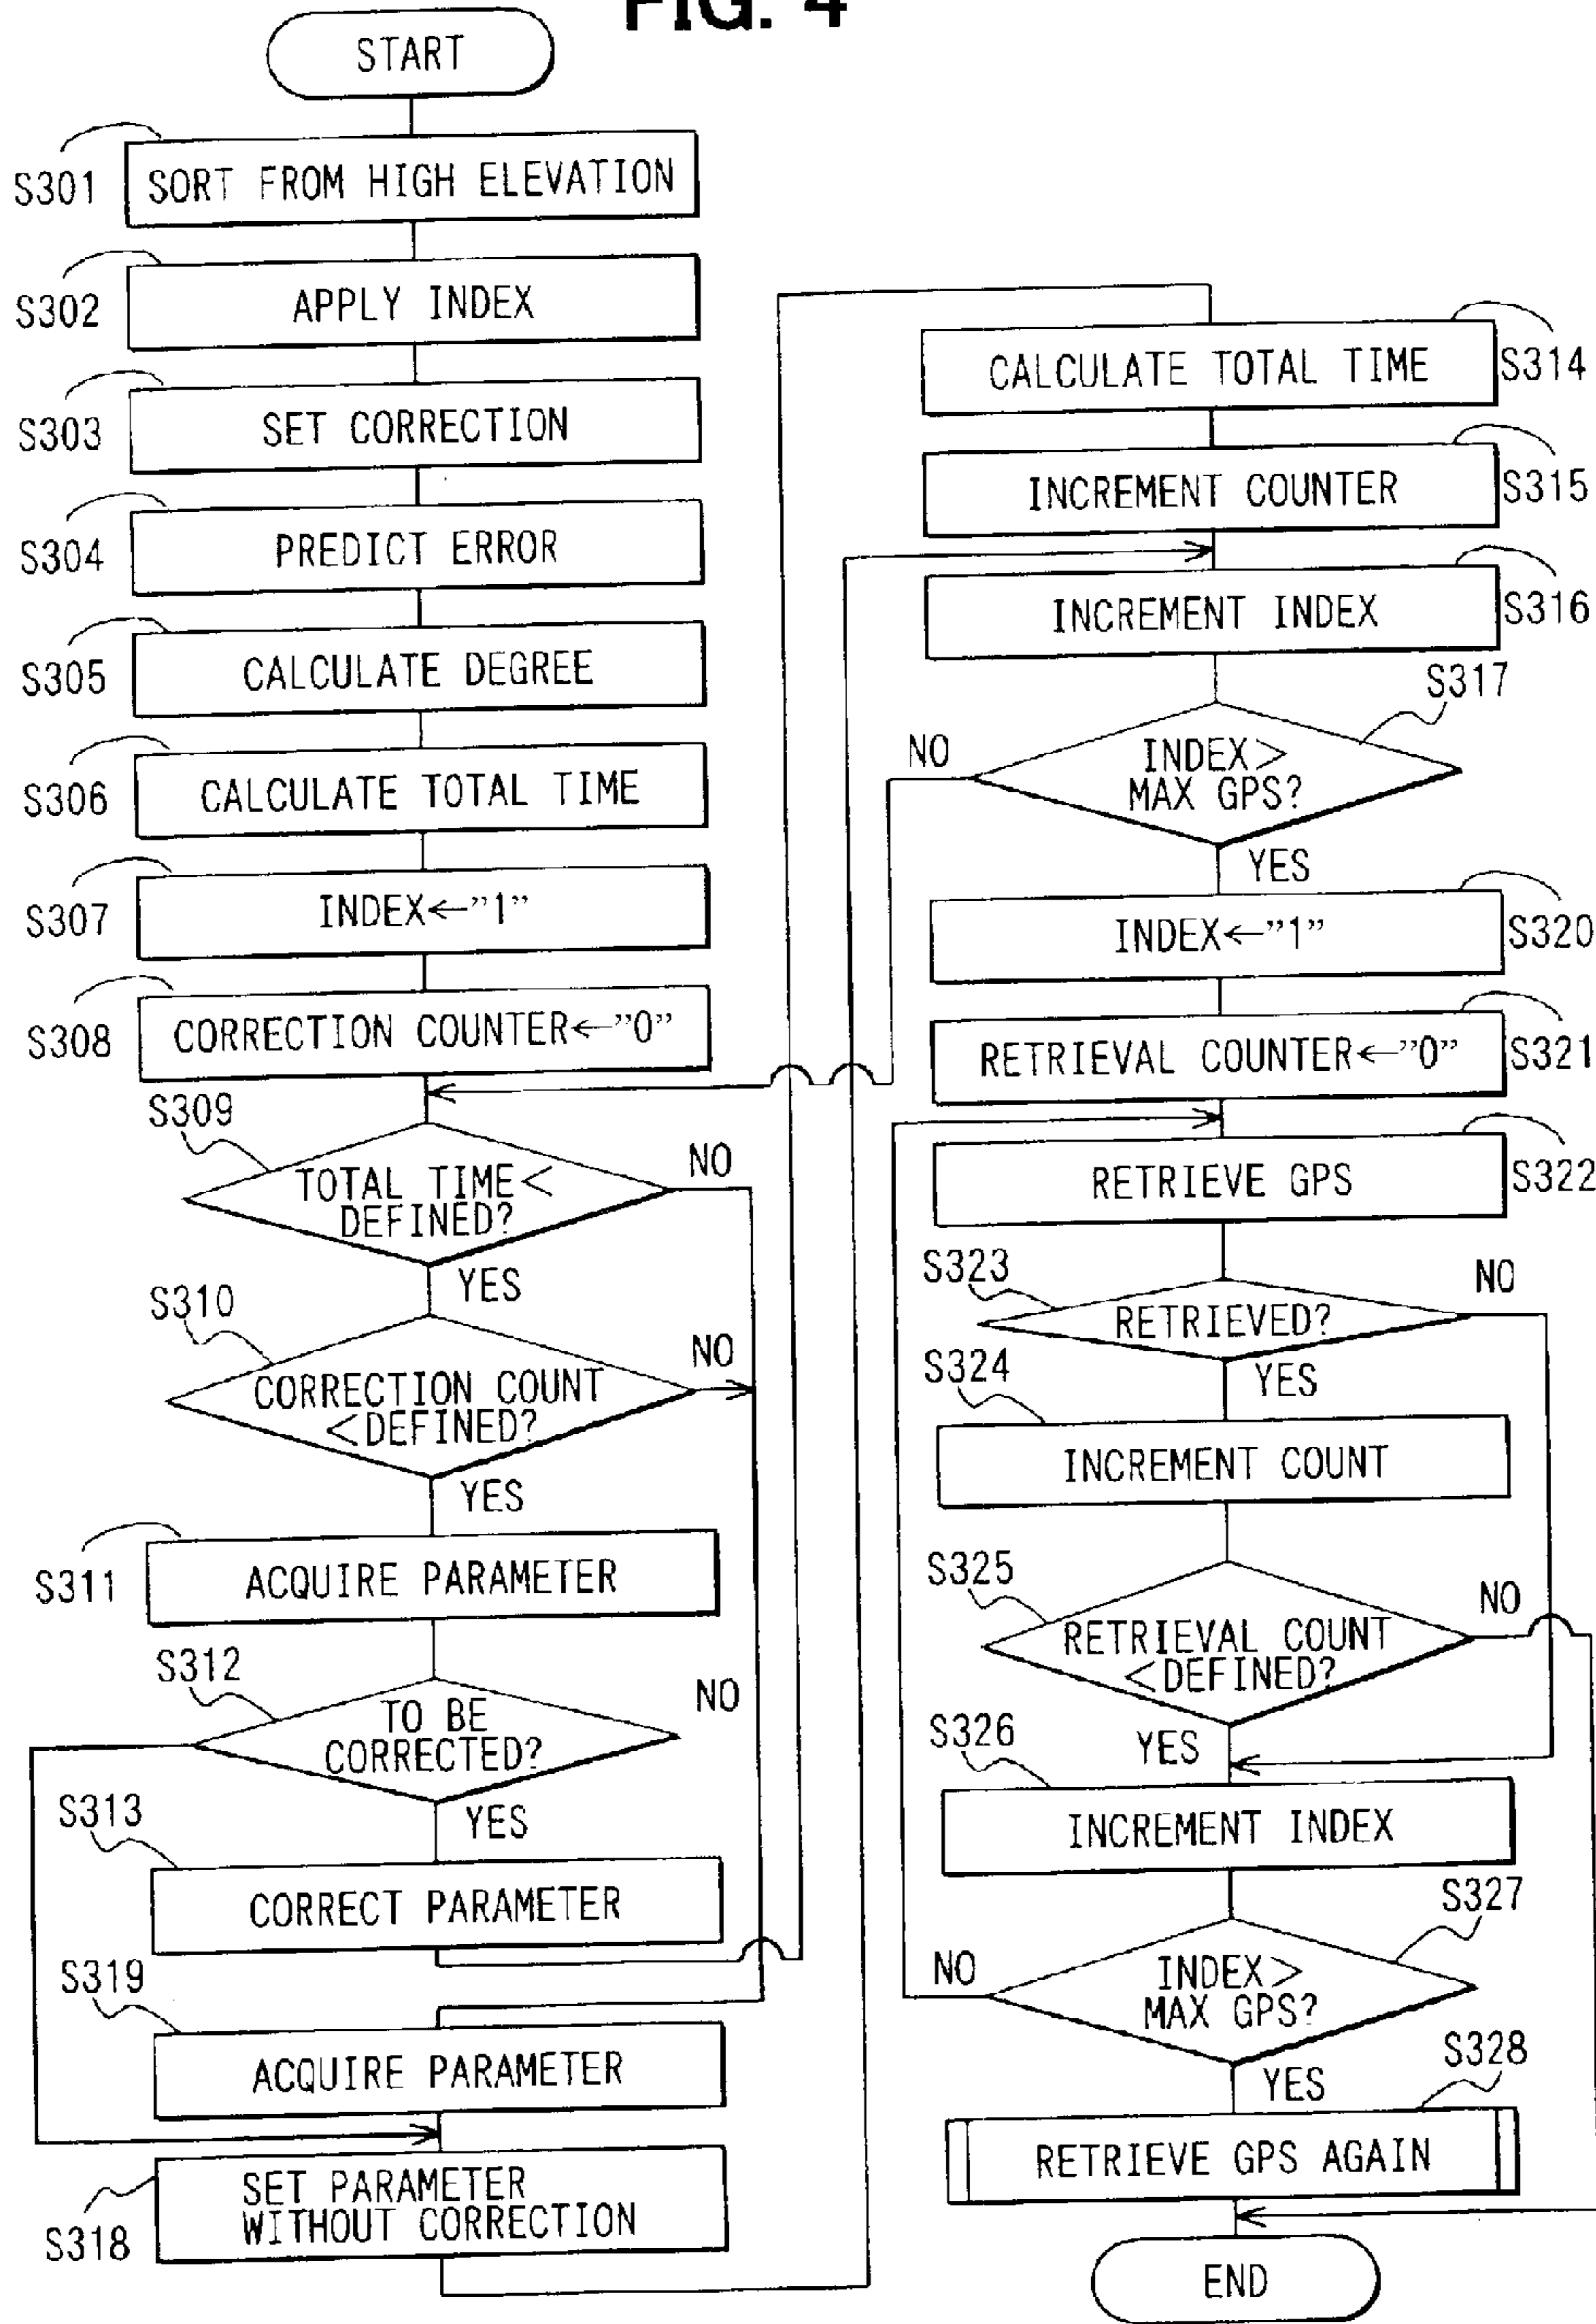 FIG. 4
START
S301
SORT FROM HIGH ELEVATION
S302
APPLY INDEX
S303
SET CORRECTION
S304
PREDICT ERROR
S305
CALCULATE DEGREE
S306
CALCULATE TOTAL TIME
S307
INDEX←"1"
S308
CORRECTION COUNTER←"0"
S309
TOTAL TIME<
DEFINED?
NO
YES
S310
CORRECTION COUNT
<DEFINED?
NO
YES
S311
ACQUIRE PARAMETER
S312
TO BE
CORRECTED?
NO
YES
S313
CORRECT PARAMETER
S319
ACQUIRE PARAMETER
S318
SET PARAMETER
WITHOUT CORRECTION
CALCULATE TOTAL TIME
S314
INCREMENT COUNTER
S315
INCREMENT INDEX
S316
S317
INDEX>
MAX GPS?
NO
YES
INDEX←"1"
S320
RETRIEVAL COUNTER←"0"
S321
RETRIEVE GPS
S322
S323
RETRIEVED?
NO
YES
S324
INCREMENT COUNT
S325
RETRIEVAL COUNT
<DEFINED?
NO
YES
S326
INCREMENT INDEX
S327
INDEX>
MAX GPS?
NO
YES
S328
RETRIEVE GPS AGAIN
END